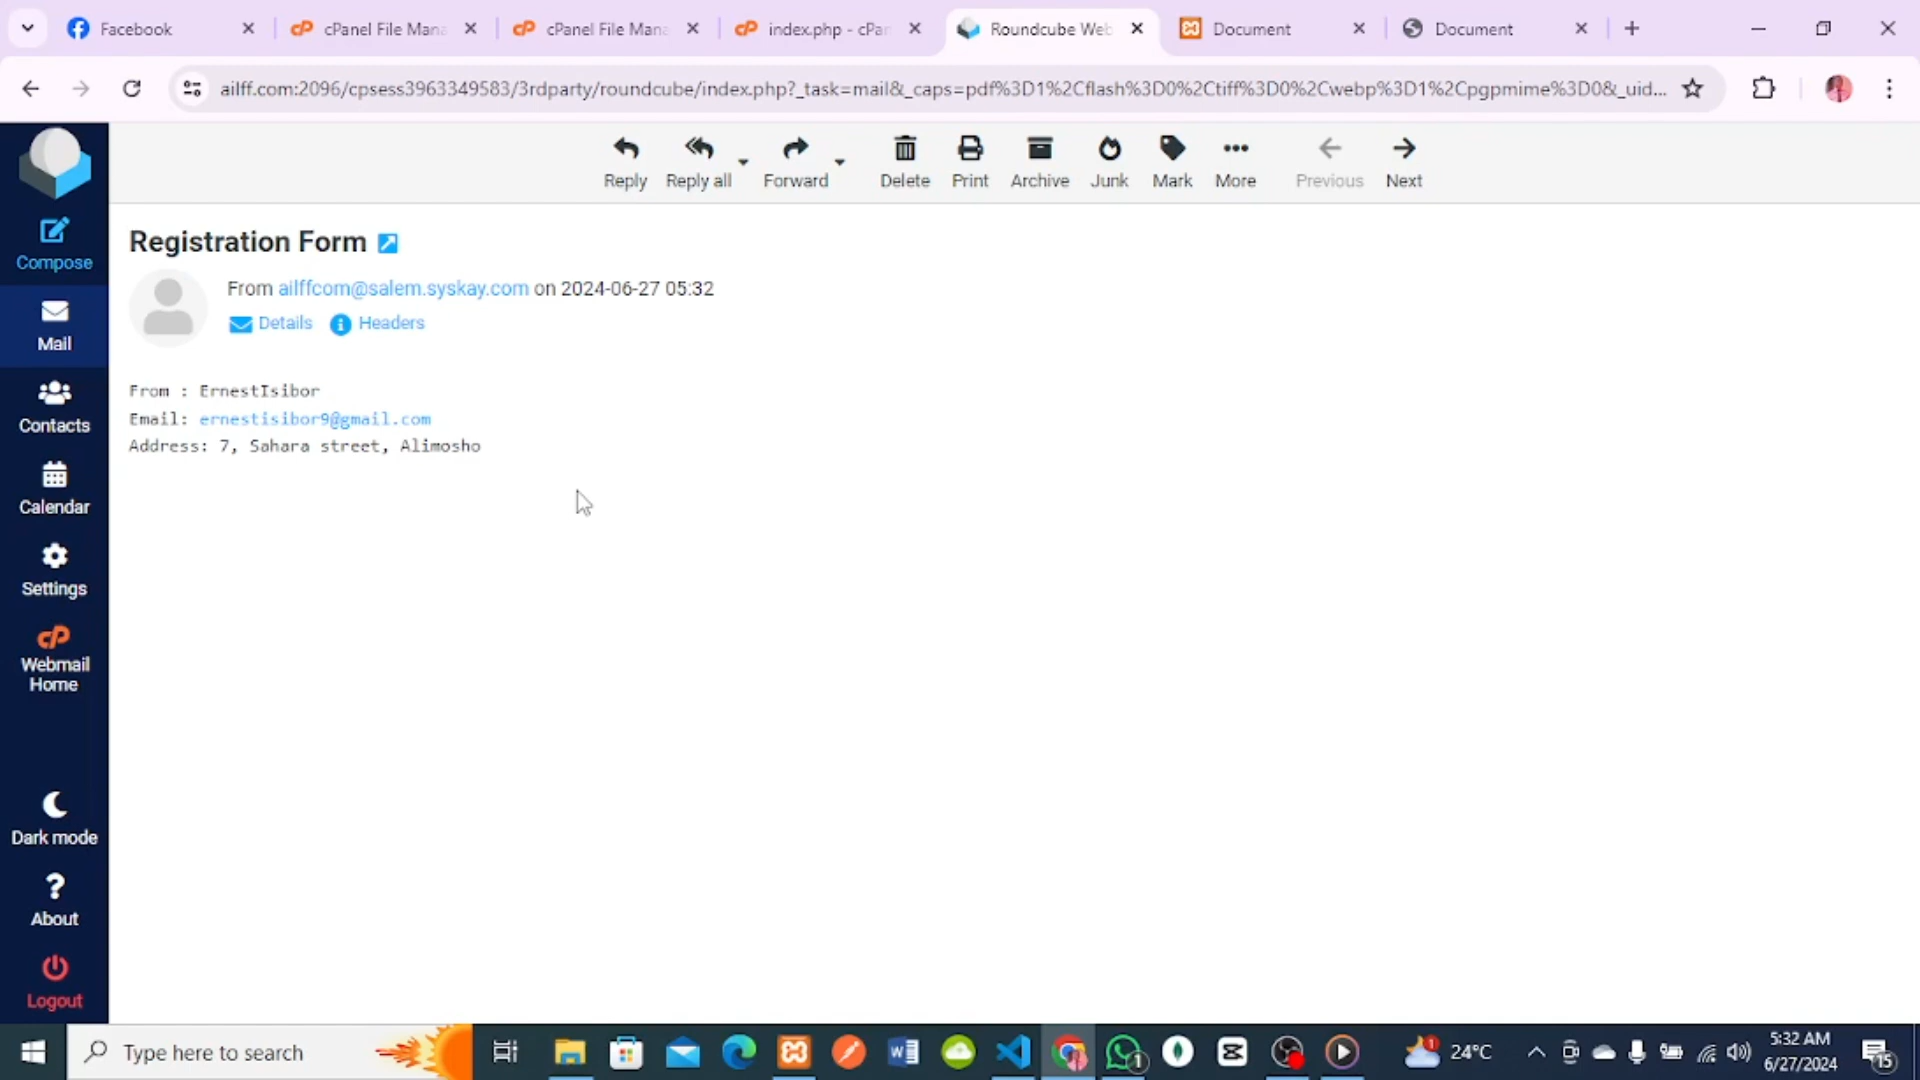 Facebook
cPanel File Mana
cPanel File Mana
index.php - cPan
Roundcube Web
Document
Document
ailff.com:2096/cpsess3963349583/3rdparty/roundcube/index.php?_task=mail&_caps=pdf%3D1%2Cflash%3D0%2Ctiff%3D0%2Cwebp%3D1%2Cpgpmime%3D0&_uid...
Reply
Reply all
Forward
Delete
Print
Archive
Junk
Mark
More
Previous
Next
Compose
Mail
Contacts
Calendar
Settings
cP
Webmail
Home
Dark mode
About
Logout
Registration Form
From ailffcom@salem.syskay.com on 2024-06-27 05:32
Details
Headers
From : ErnestIsibor
Email: ernestisibor9@gmail.com
Address: 7, Sahara street, Alimosho
Type here to search
1
1
24°C
5:32 AM
6/27/2024
15